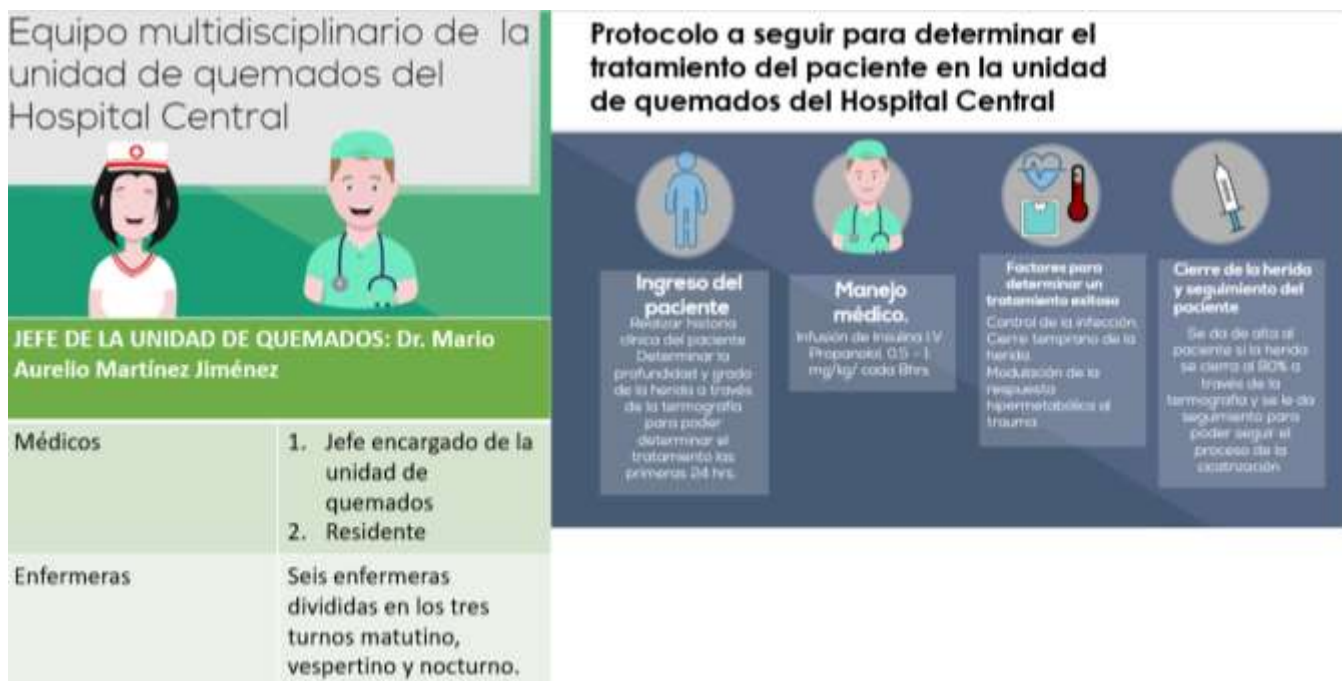 Equipo multidisciplinario de la
unidad de quemados del
Hospital Central
JEFE DE LA UNIDAD DE QUEMADOS: Dr. Mario
Aurelio Martínez Jiménez
Médicos
1. Jefe encargado de la
unidad de
quemados
2. Residente
Enfermeras
Seis enfermeras
divididas en los tres
turnos matutino,
vespertino y nocturno.
Protocolo a seguir para determinar el
tratamiento del paciente en la unidad
de quemados del Hospital Central
Ingreso del
paciente
Realizar historia
clínica del paciente
Determinar la
profundidad y grado
de la herida a través
de la termografía
para poder
determinar el
tratamiento las
primeras 24 hrs.
Manejo
médico.
Infusión de Insulina I.V
Propanolol, 0.5 - 1
mg/kg/ cada 8hrs
Factores para
determinar un
tratamiento exitoso
Control de la infección
Cierre temprano de la
herida
Modulación de la
respuesta
hipermetabólica al
trauma
Cierre de la herida
y seguimiento del
paciente
Se da de alta al
paciente si la herida
se cierra al 90% a
través de la
termografía y se le da
seguimiento para
poder seguir el
proceso de la
cicatrización